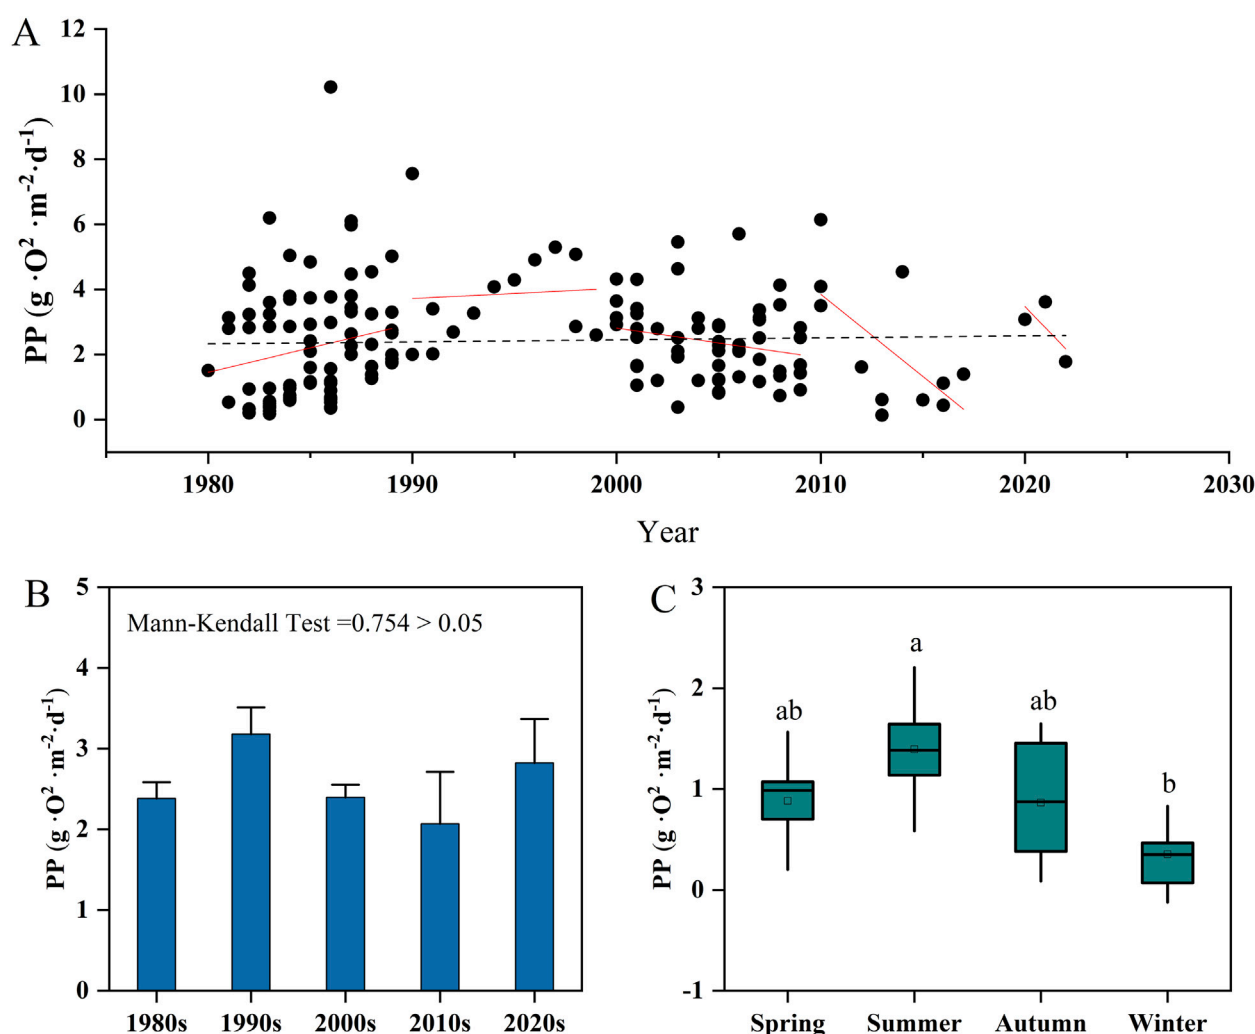 A
12
10
8
6
4
2
0
PP (g ·O² ·m⁻²·d⁻¹)
1980 1990 2000 2010 2020 2030
Year
B
5
4
3
2
1
0
PP (g ·O² ·m⁻²·d⁻¹)
Mann-Kendall Test =0.754 > 0.05
1980s 1990s 2000s 2010s 2020s
C
3
2
1
0
-1
PP (g ·O² ·m⁻²·d⁻¹)
ab a ab b
Spring Summer Autumn Winter